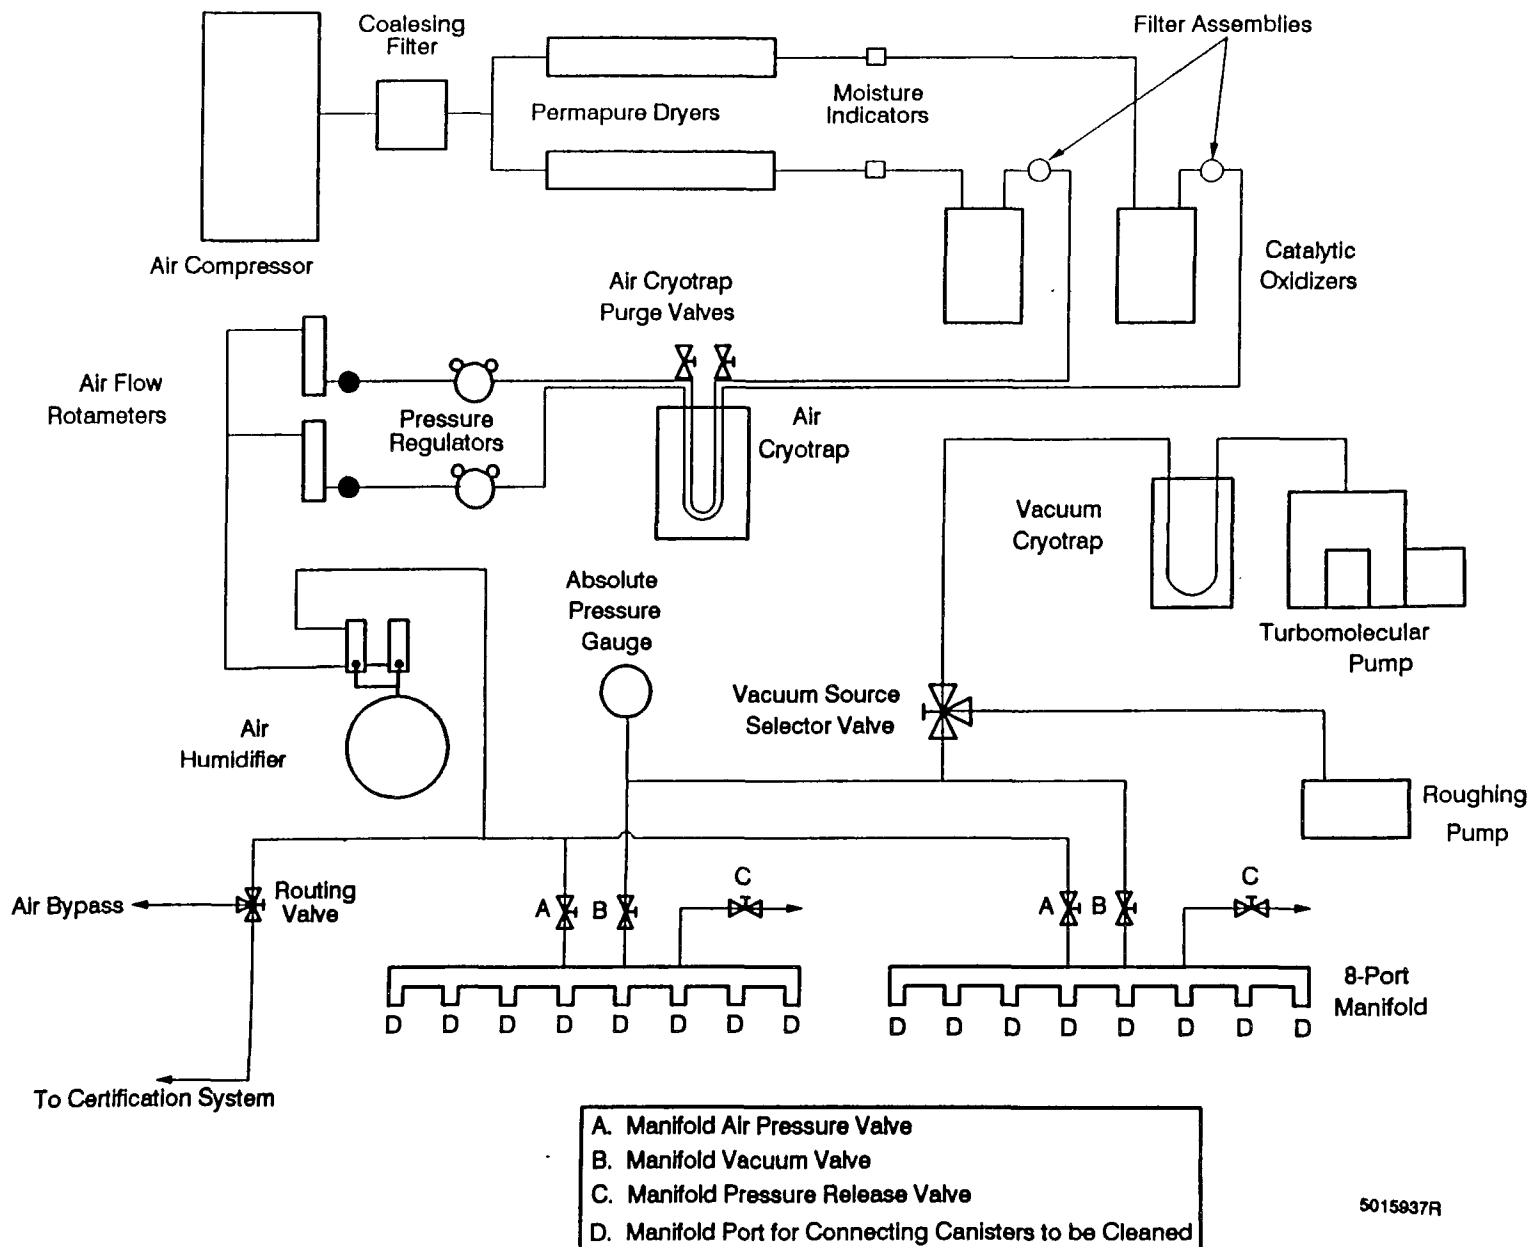 Coalesing
Filter
Filter Assemblies
Permapure Dryers
Moisture
Indicators
Air Compressor
Catalytic
Oxidizers
Air Cryotrap
Purge Valves
Air Flow
Rotameters
Pressure
Regulators
Air
Cryotrap
Vacuum
Cryotrap
Absolute
Pressure
Gauge
Turbomolecular
Pump
Vacuum Source
Selector Valve
Air
Humidifier
Roughing
Pump
Air Bypass
Routing
Valve
A B C
A B C
8-Port
Manifold
D D D D D D D D
D D D D D D D D
To Certification System
A. Manifold Air Pressure Valve
B. Manifold Vacuum Valve
C. Manifold Pressure Release Valve
D. Manifold Port for Connecting Canisters to be Cleaned
5015937R